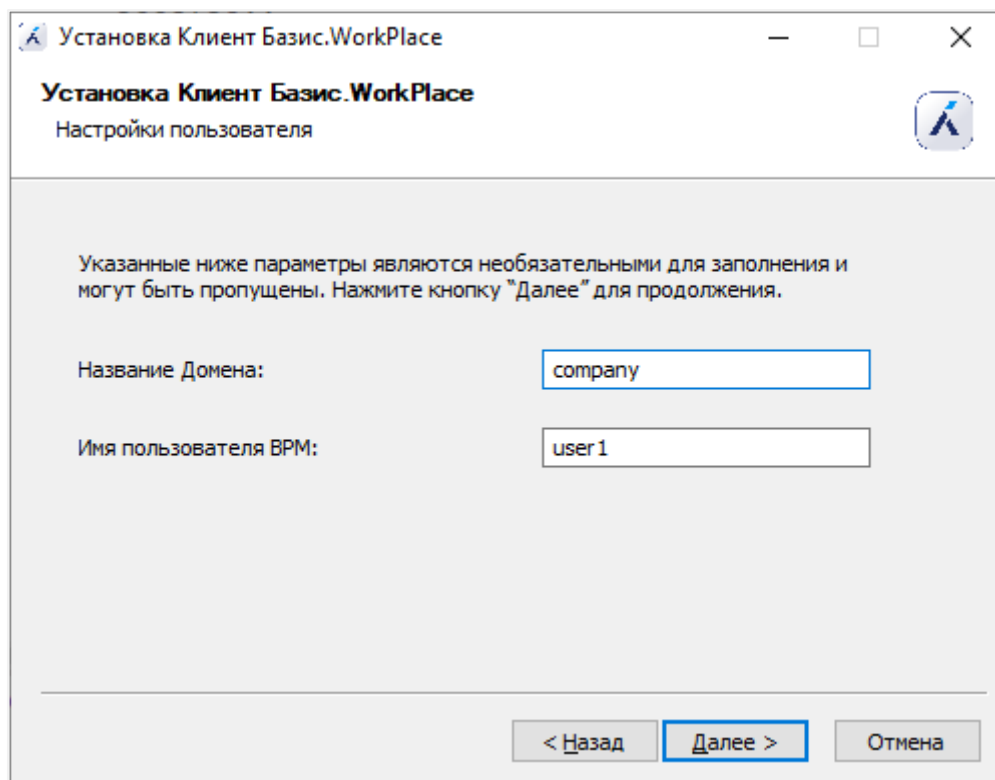 Установка Клиент Базис.WorkPlace
Установка Клиент Базис.WorkPlace
Настройки пользователя
Указанные ниже параметры являются необязательными для заполнения и
могут быть пропущены. Нажмите кнопку “Далее” для продолжения.
Название Домена:
company
Имя пользователя BPM:
user1
< Назад
Далее >
Отмена